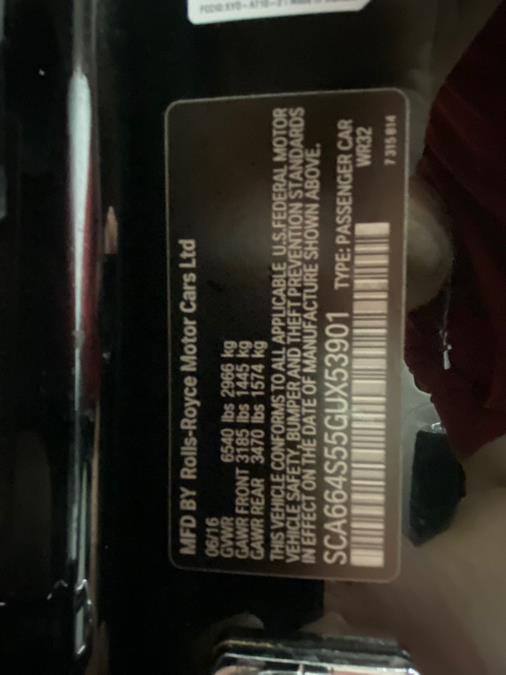 MFD BY Rolls-Royce Motor Cars Ltd
06/16
GVWR 6540 lbs 2966 kg
GAWR FRONT 3185 lbs 1445 kg
GAWR REAR 3470 lbs 1574 kg
THIS VEHICLE CONFORMS TO ALL APPLICABLE U.S.FEDERAL MOTOR
VEHICLE SAFETY, BUMPER AND THEFT PREVENTION STANDARDS
IN EFFECT ON THE DATE OF MANUFACTURE SHOWN ABOVE.
SCA664S55GUX53901 TYPE: PASSENGER CAR
WR32
7 315 814